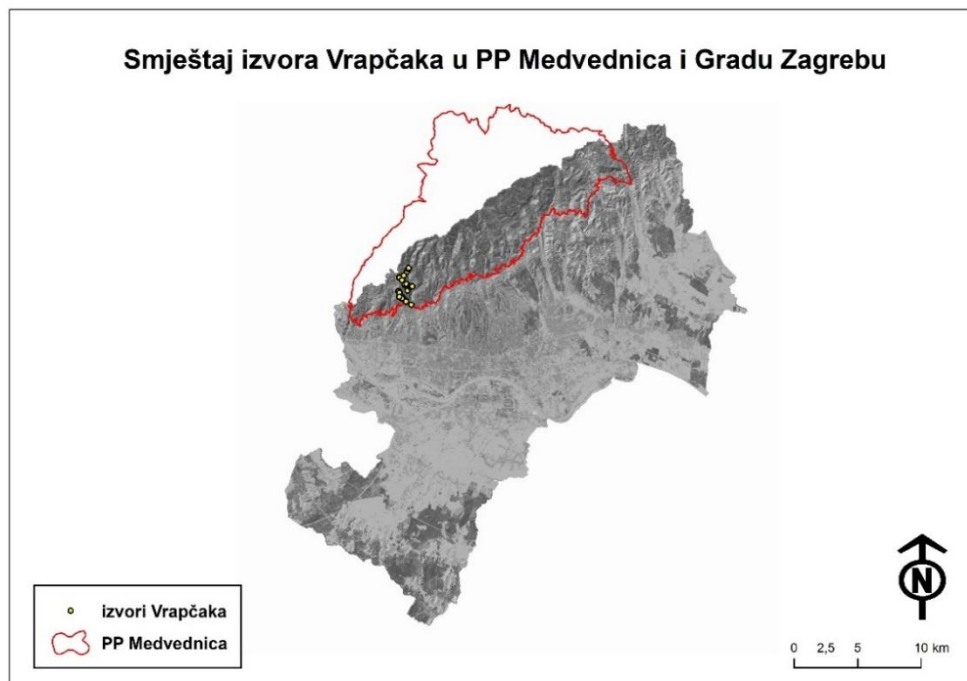 Smještaj izvora Vrapčaka u PP Medvednica i Gradu Zagrebu
N
izvori Vrapčaka
PP Medvednica
0 2,5 5 10 km